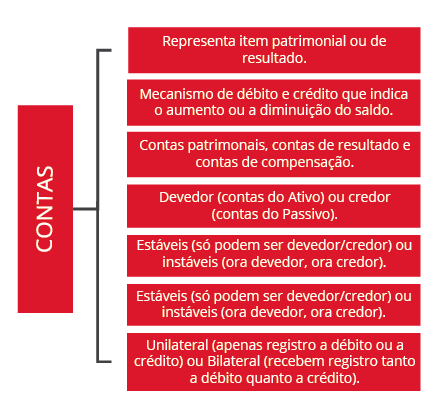 CONTAS
Representa item patrimonial ou de
resultado.
Mecanismo de débito e crédito que indica
o aumento ou a diminuição do saldo.
Contas patrimonais, contas de resultado e
contas de compensação.
Devedor (contas do Ativo) ou credor
(contas do Passivo).
Estáveis (só podem ser devedor/credor) ou
instáveis (ora devedor, ora credor).
Estáveis (só podem ser devedor/credor) ou
instáveis (ora devedor, ora credor).
Unilateral (apenas registro a débito ou a
crédito) ou Bilateral (recebem registro tanto
a débito quanto a crédito).